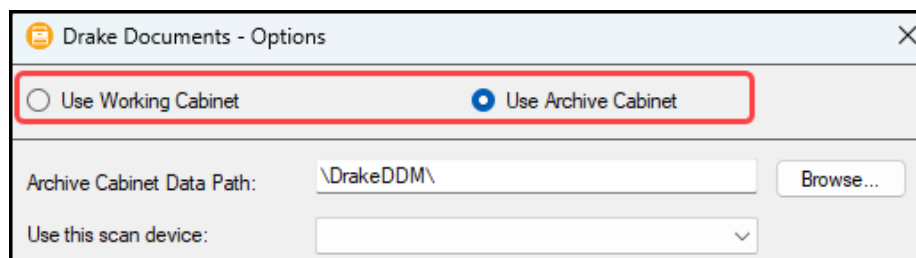 Drake Documents - Options
Use Working Cabinet Use Archive Cabinet
Archive Cabinet Data Path: \DrakeDDM\ Browse...
Use this scan device: